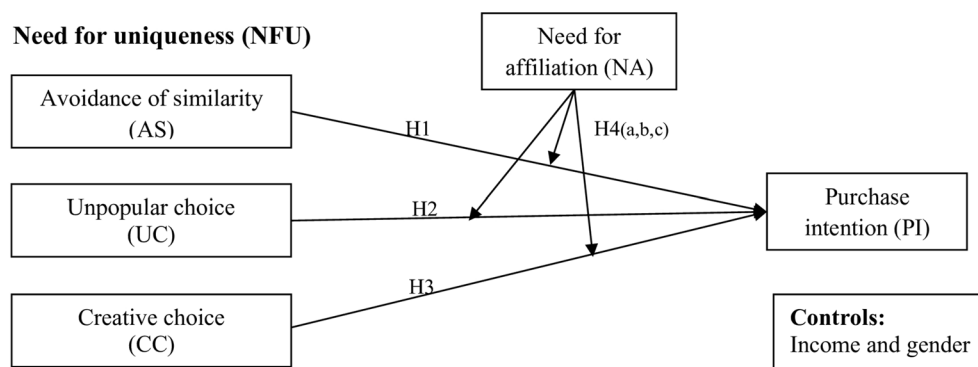 Need for uniqueness (NFU)
Need for
affiliation (NA)
Avoidance of similarity
(AS)
H1
H4(a,b,c)
Unpopular choice
(UC)
H2
Purchase
intention (PI)
Creative choice
(CC)
H3
Controls:
Income and gender